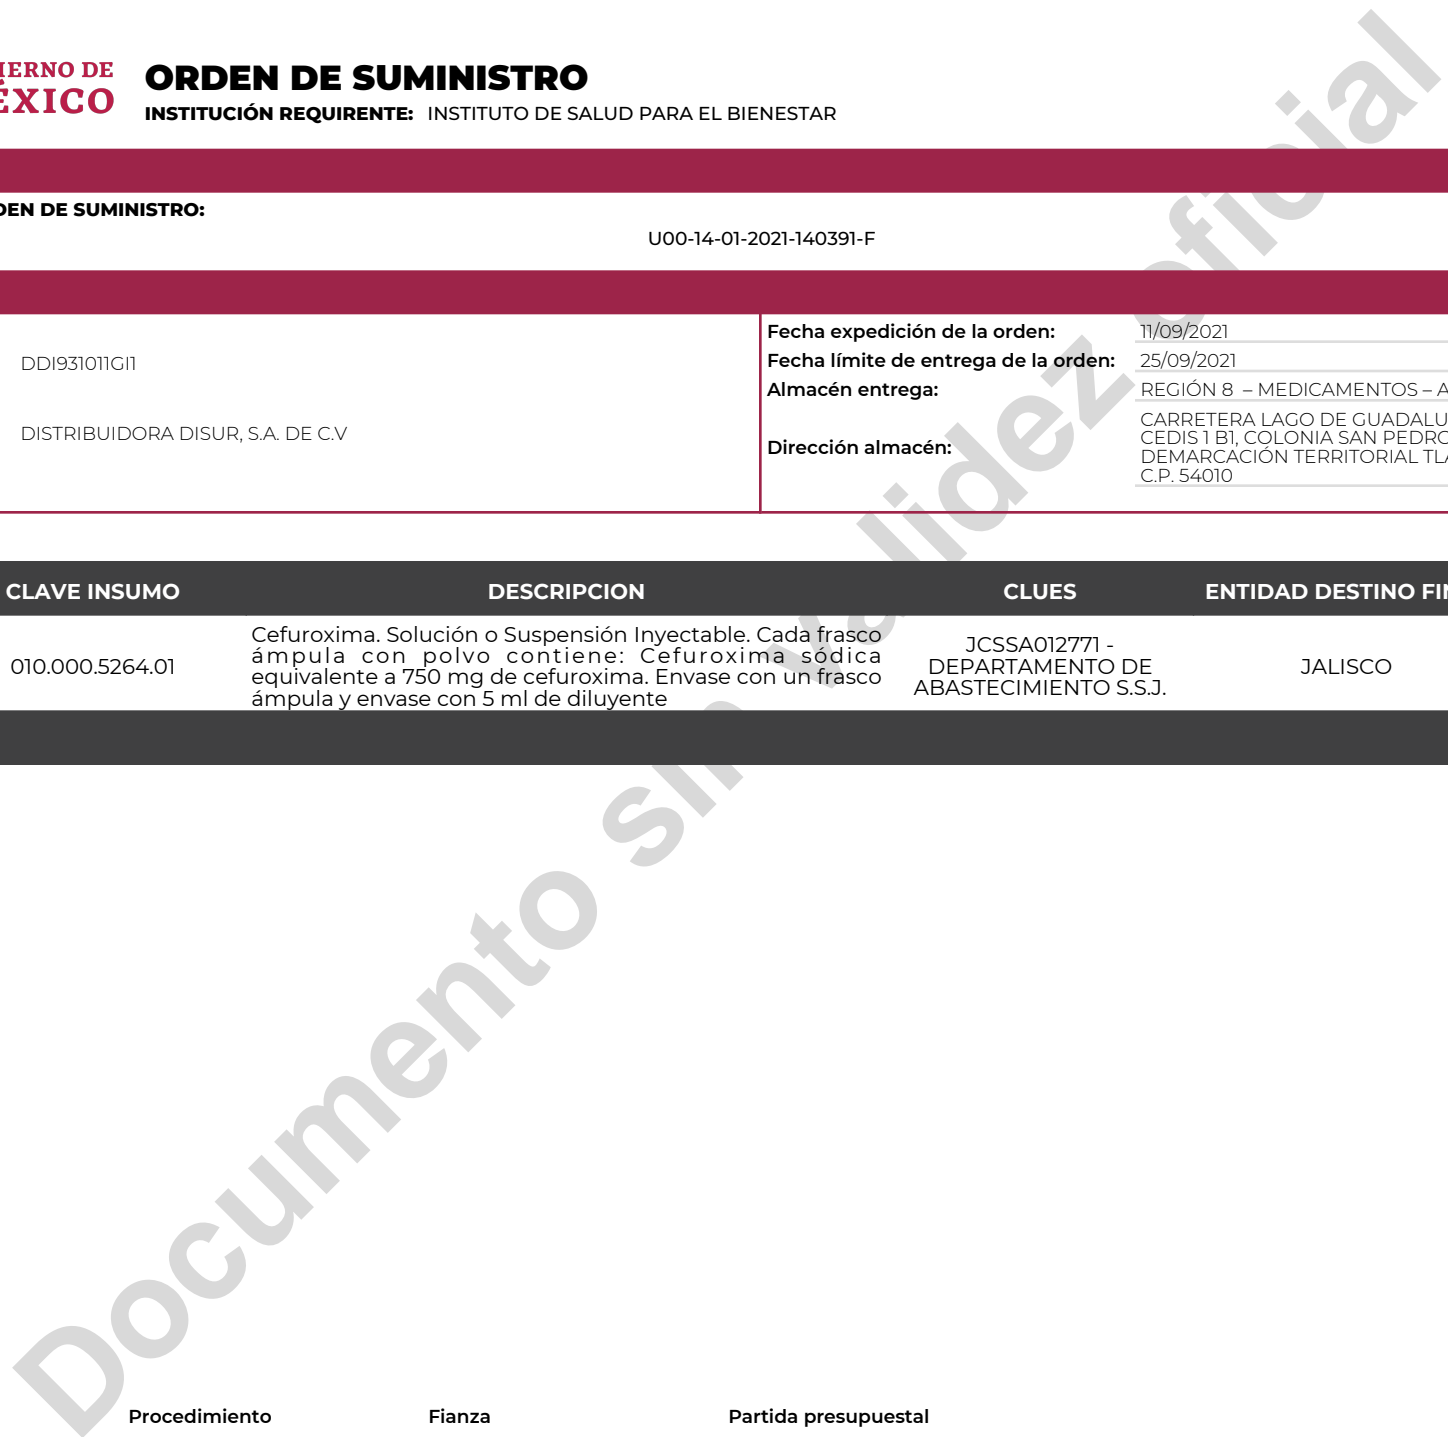 IERNO DE
ÉXICO
ORDEN DE SUMINISTRO
INSTITUCIÓN REQUIRENTE: INSTITUTO DE SALUD PARA EL BIENESTAR
DEN DE SUMINISTRO:
U00-14-01-2021-140391-F
DDI931011GI1
DISTRIBUIDORA DISUR, S.A. DE C.V
Fecha expedición de la orden: 11/09/2021
Fecha límite de entrega de la orden: 25/09/2021
Almacén entrega: REGIÓN 8 – MEDICAMENTOS – A
Dirección almacén:
CARRETERA LAGO DE GUADALU
CEDIS 1 B1, COLONIA SAN PEDRO
DEMARCACIÓN TERRITORIAL TLA
C.P. 54010
CLAVE INSUMO DESCRIPCION CLUES ENTIDAD DESTINO FIN
010.000.5264.01
Cefuroxima. Solución o Suspensión Inyectable. Cada frasco
ámpula con polvo contiene: Cefuroxima sódica
equivalente a 750 mg de cefuroxima. Envase con un frasco
ámpula y envase con 5 ml de diluyente
JCSSA012771 -
DEPARTAMENTO DE
ABASTECIMIENTO S.S.J.
JALISCO
Documento sin validez oficial
Procedimiento Fianza Partida presupuestal